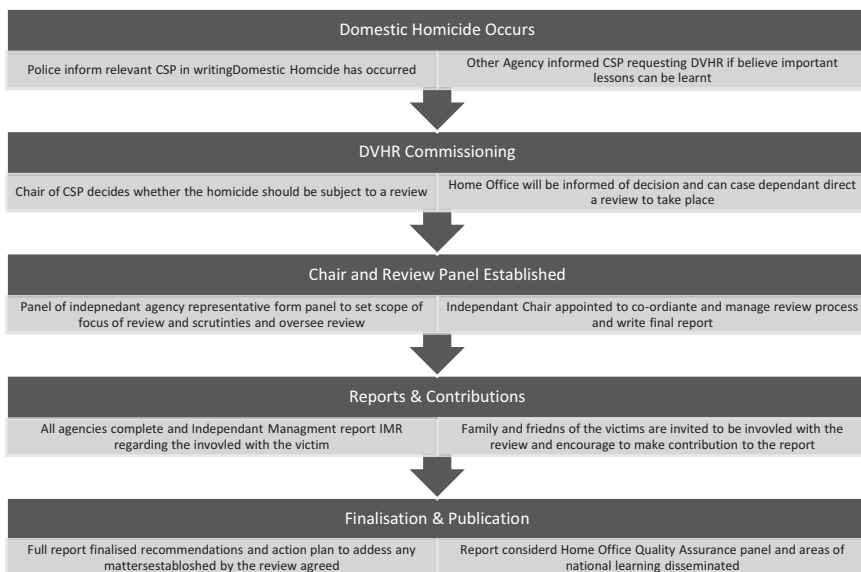 Domestic Homicide Occurs
Police inform relevant CSP in writingDomestic Homcide has occurred
Other Agency informed CSP requesting DVHR if believe important
lessons can be learnt
DVHR Commissioning
Chair of CSP decides whether the homicide should be subject to a review
Home Office will be informed of decision and can case dependant direct
a review to take place
Chair and Review Panel Established
Panel of indepnedant agency representative form panel to set scope of
focus of review and scrutinties and oversee review
Independant Chair appointed to co-ordiante and manage review process
and write final report
Reports & Contributions
All agencies complete and Independant Managment report IMR
regarding the invovled with the victim
Family and friedns of the victims are invited to be invovled with the
review and encourage to make contribution to the report
Finalisation & Publication
Full report finalised recommendations and action plan to addess any
mattersestabloshed by the review agreed
Report considerd Home Office Quality Assurance panel and areas of
national learning disseminated